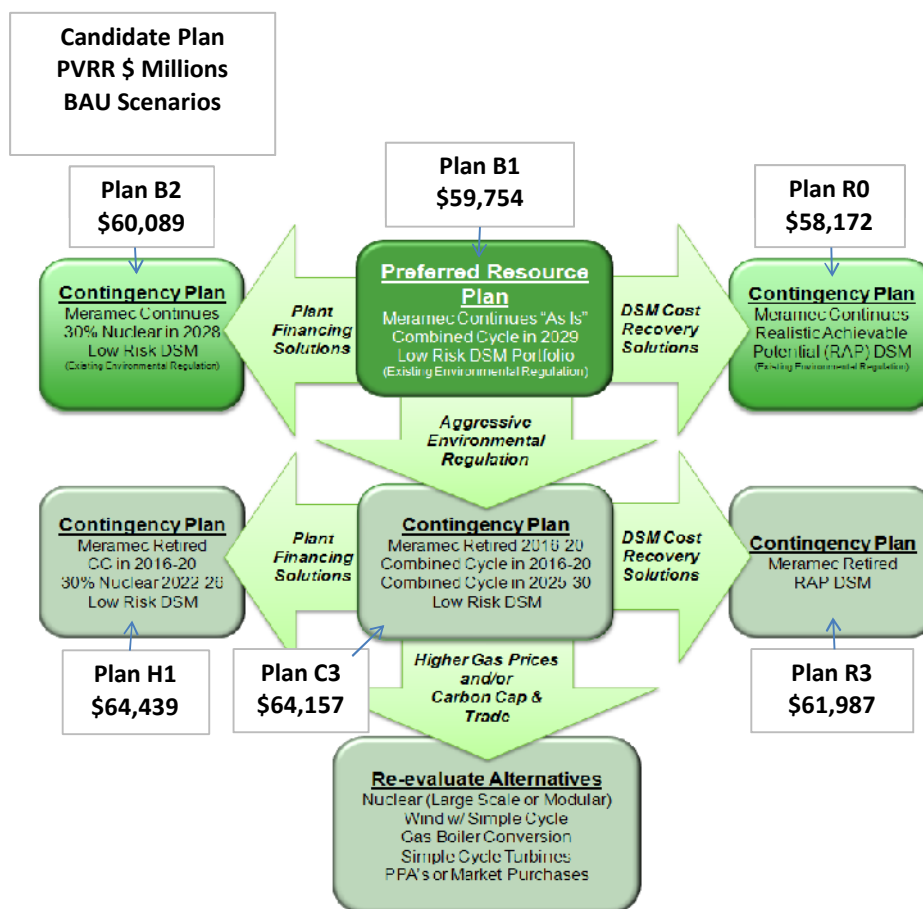 Candidate Plan
PVRR $ Millions
BAU Scenarios
Plan B2
$60,089
Plan B1
$59,754
Plan R0
$58,172
Contingency Plan
Meramec Continues
30% Nuclear in 2028
Low Risk DSM
(Existing Environmental Regulation)
Plant
Financing
Solutions
Preferred Resource
Plan
Meramec Continues "As Is"
Combined Cycle in 2029
Low Risk DSM Portfolio
(Existing Environmental Regulation)
DSM Cost
Recovery
Solutions
Contingency Plan
Meramec Continues
Realistic Achievable
Potential (RAP) DSM
(Existing Environmental Regulation)
Aggressive
Environmental
Regulation
Contingency Plan
Meramec Retired
CC in 2016-20
30% Nuclear 2022-26
Low Risk DSM
Plant
Financing
Solutions
Contingency Plan
Meramec Retired 2016-20
Combined Cycle in 2016-20
Combined Cycle in 2025-30
Low Risk DSM
DSM Cost
Recovery
Solutions
Contingency Plan
Meramec Retired
RAP DSM
Plan H1
$64,439
Plan C3
$64,157
Higher Gas Prices
and/or
Carbon Cap &
Trade
Plan R3
$61,987
Re-evaluate Alternatives
Nuclear (Large Scale or Modular)
Wind w/ Simple Cycle
Gas Boiler Conversion
Simple Cycle Turbines
PPA's or Market Purchases